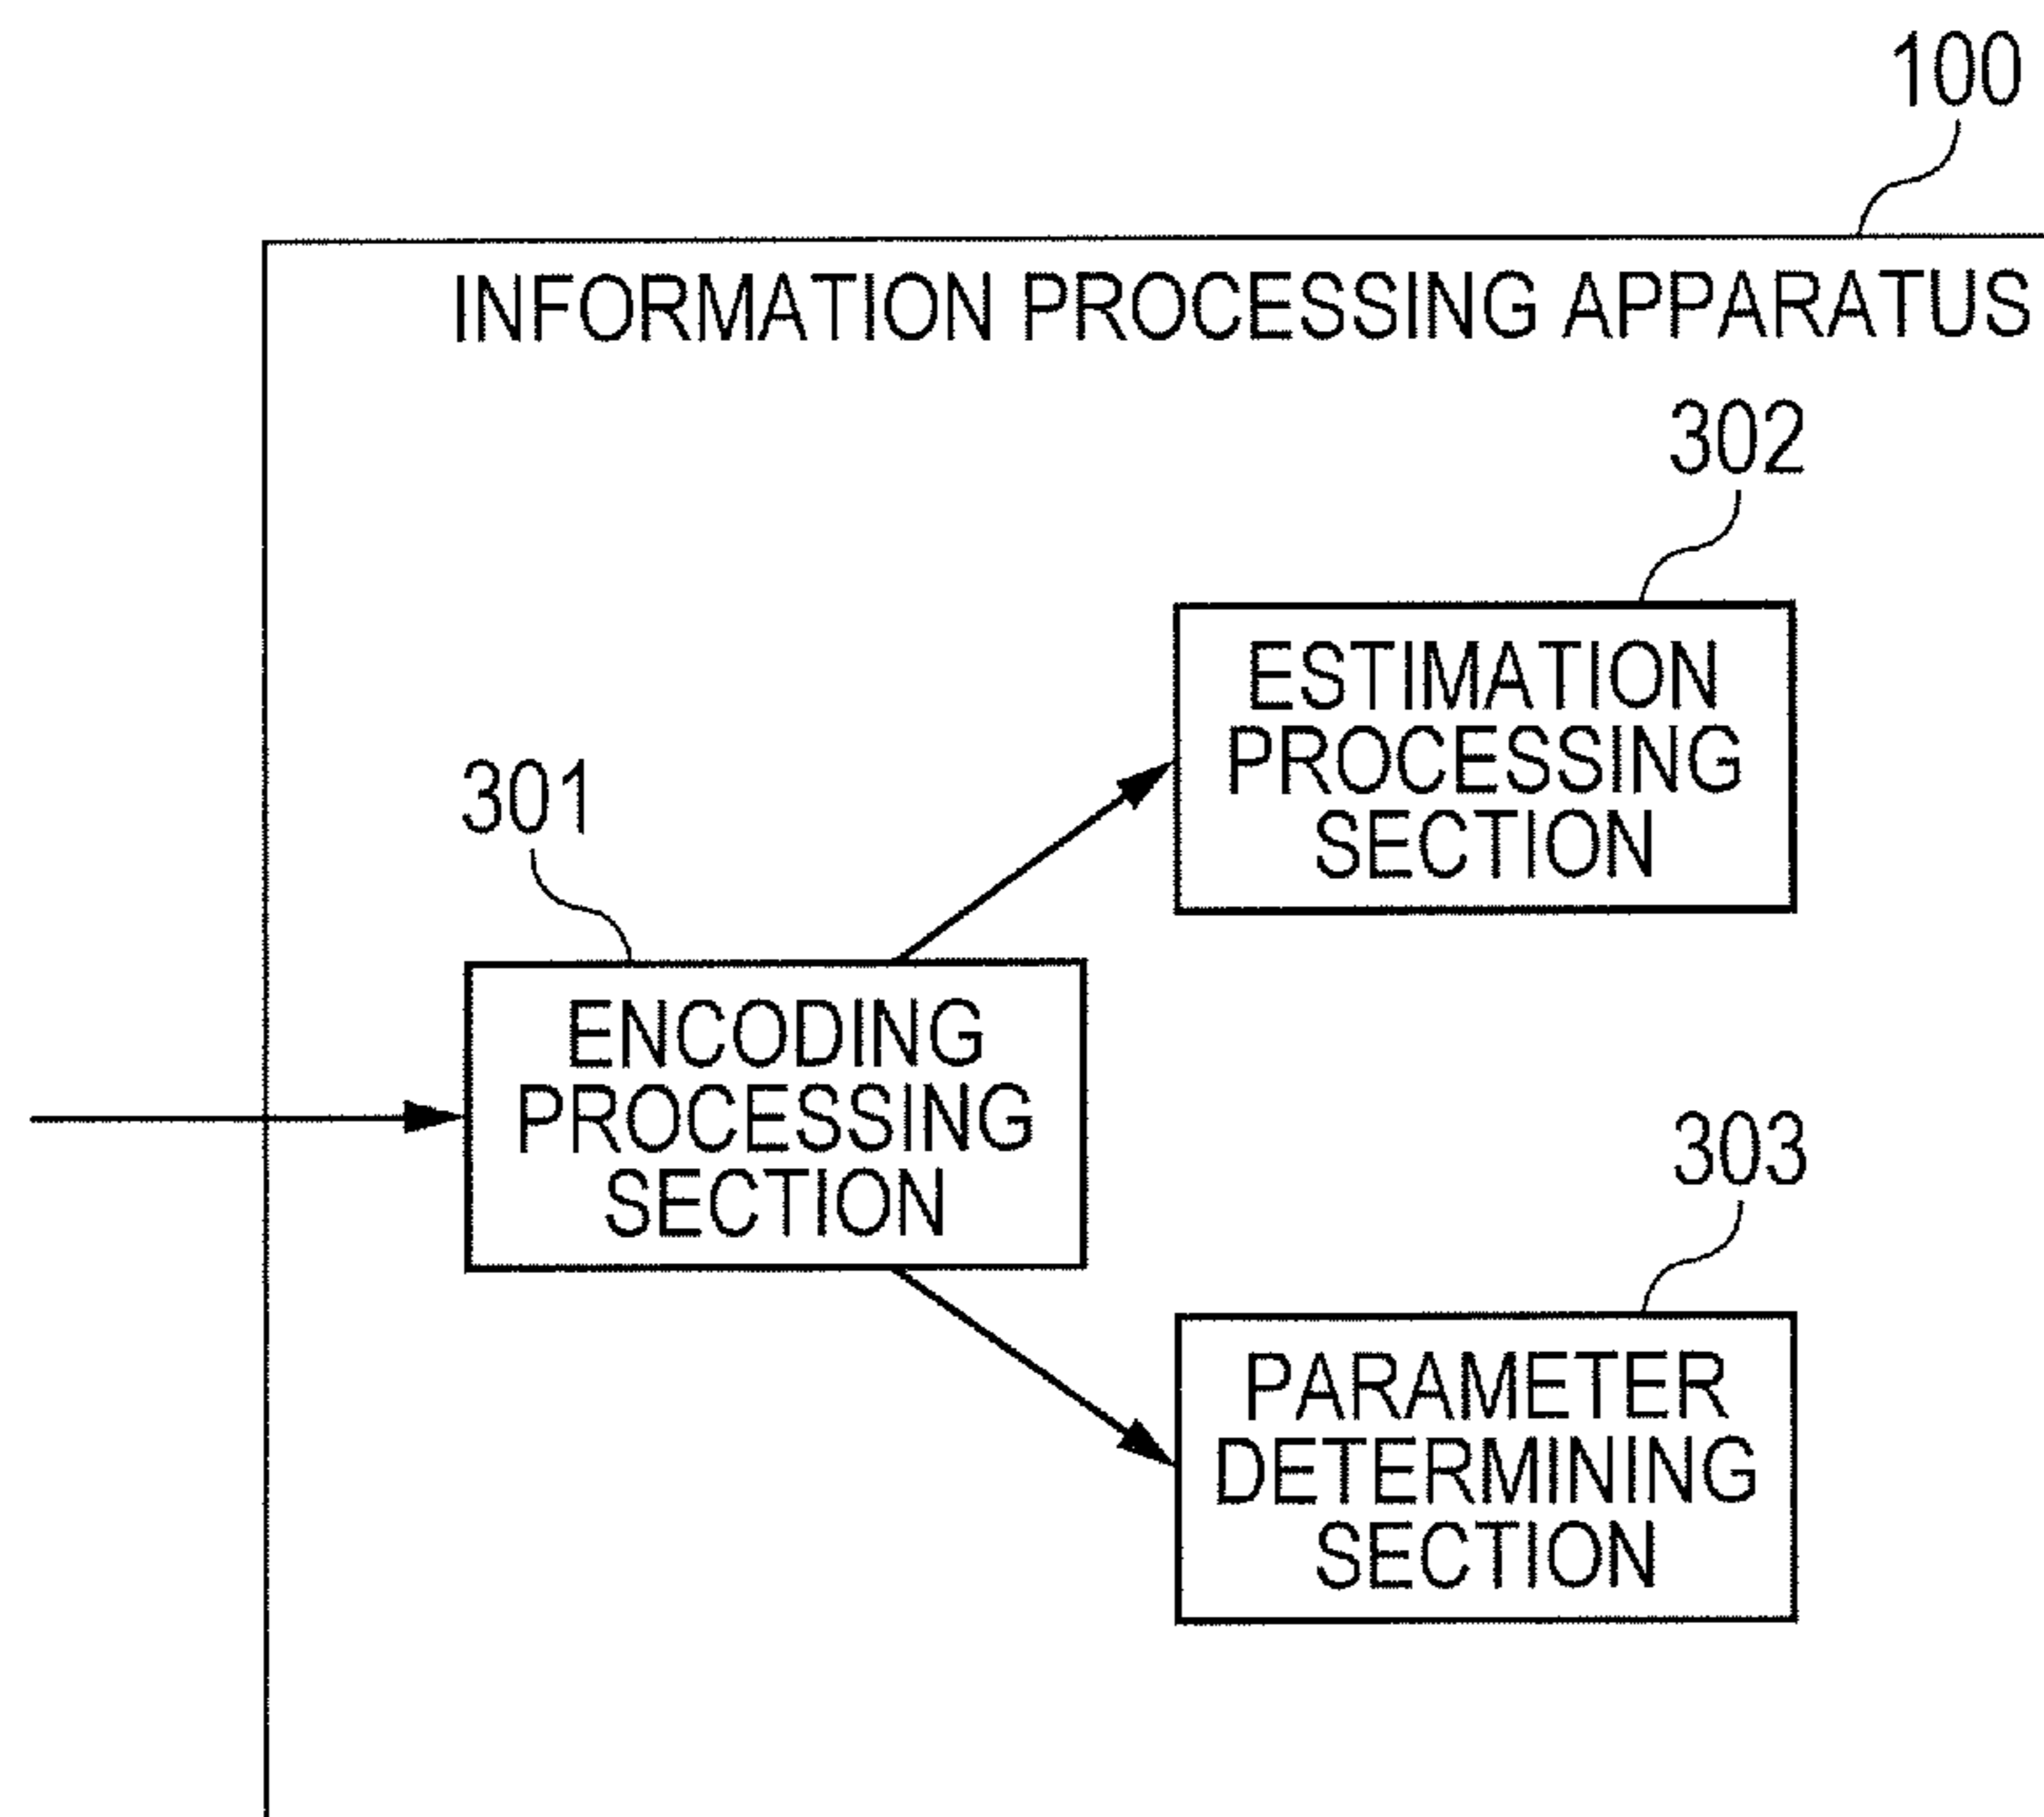 100
INFORMATION PROCESSING APPARATUS
302
ESTIMATION
PROCESSING
SECTION
301
ENCODING
PROCESSING
SECTION
303
PARAMETER
DETERMINING
SECTION